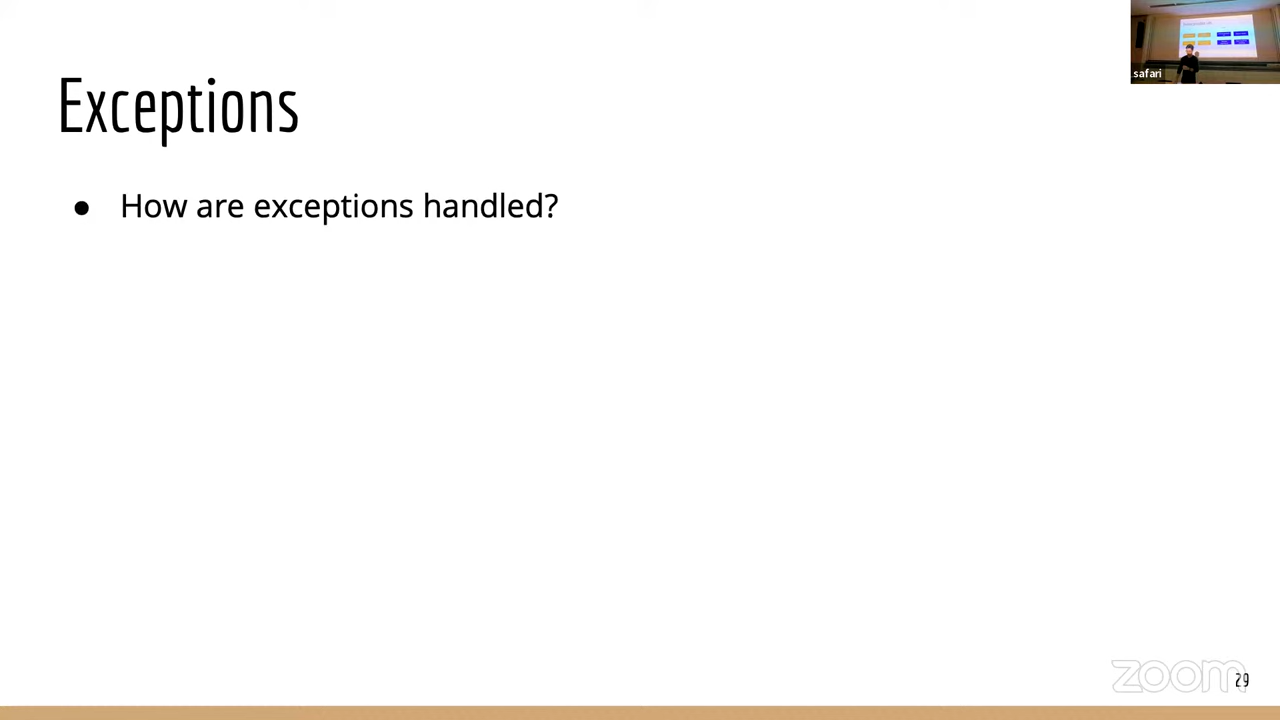 Exceptions
● How are exceptions handled?
safari
zoom
29